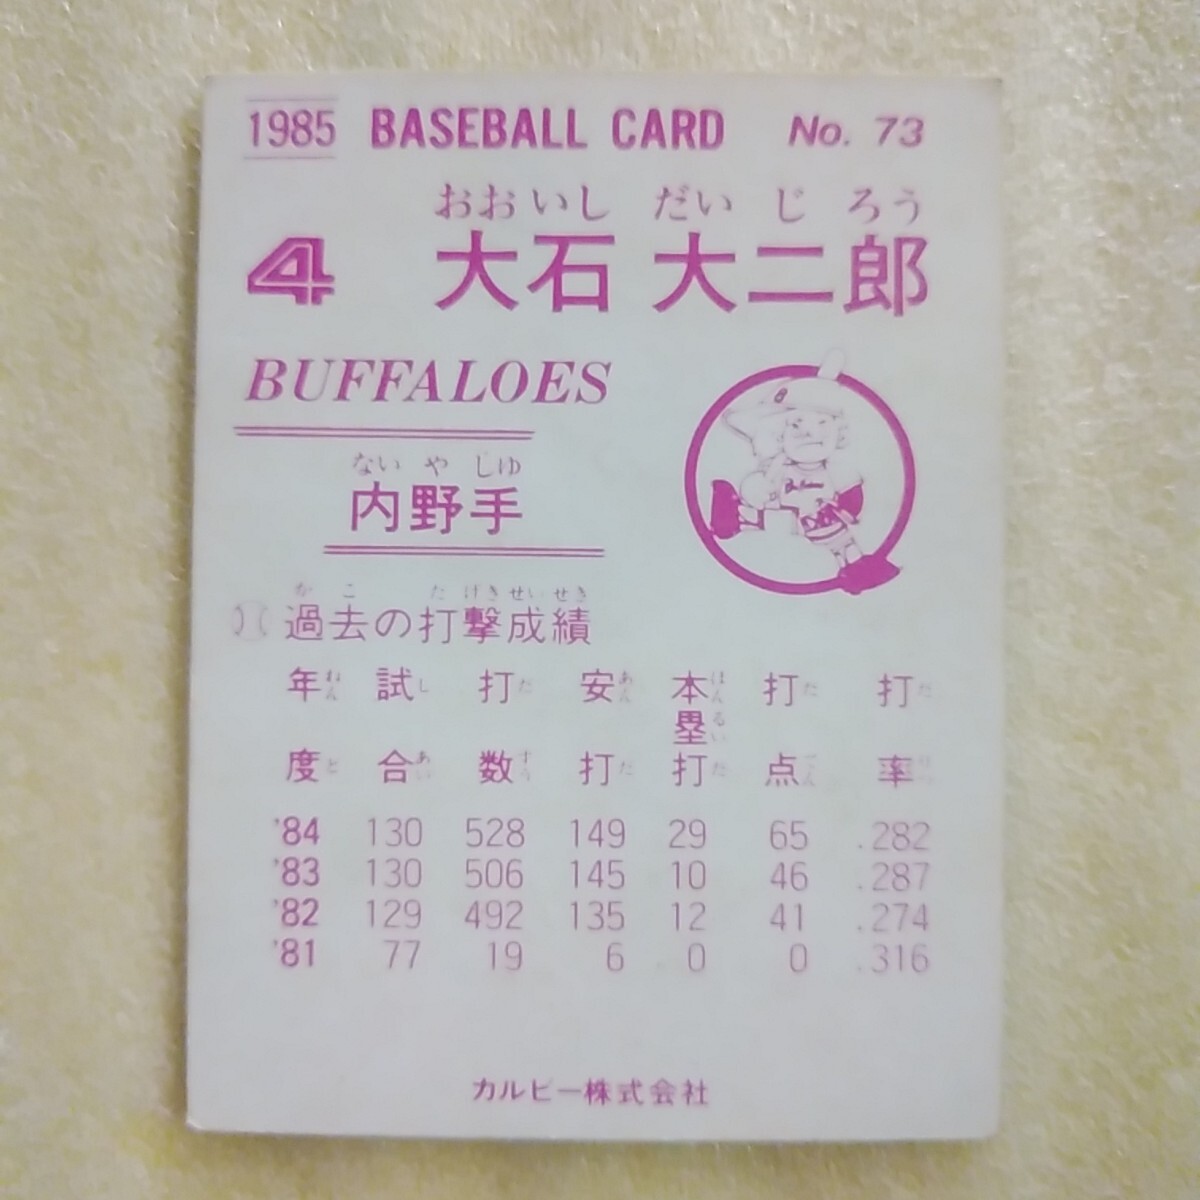 1985 BASEBALL CARD No. 73
おおいし だいじろう
4 大石 大二郎
BUFFALOES
ないやしゅ
内野手
かこ だげきせいせき
過去の打撃成績
年度 試合 打数 安打 本塁打 打点 打率
'84 130 528 149 29 65 .282
'83 130 506 145 10 46 .287
'82 129 492 135 12 41 .274
'81 77 19 6 0 0 .316
カルビー株式会社